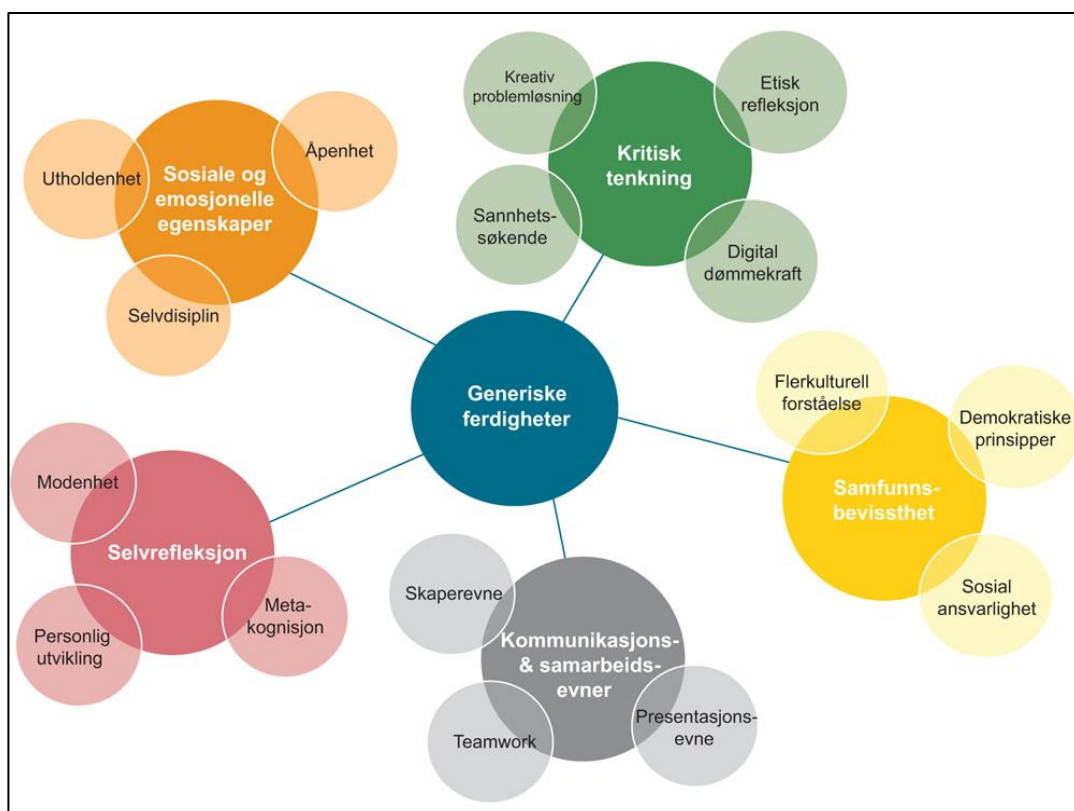 Kreativ
problemløsning
Etisk
refleksjon
Kritisk
tenkning
Sannhets-
søkende
Digital
dømmekraft
Åpenhet
Utholdenhet
Sosiale og
emosjonelle
egenskaper
Selvdisiplin
Generiske
ferdigheter
Flerkulturell
forståelse
Demokratiske
prinsipper
Samfunns-
bevissthet
Sosial
ansvarlighet
Modenhet
Selvrefleksjon
Meta-
kognisjon
Personlig
utvikling
Skaperevne
Kommunikasjons-
& samarbeids-
evner
Teamwork
Presentasjons-
evne